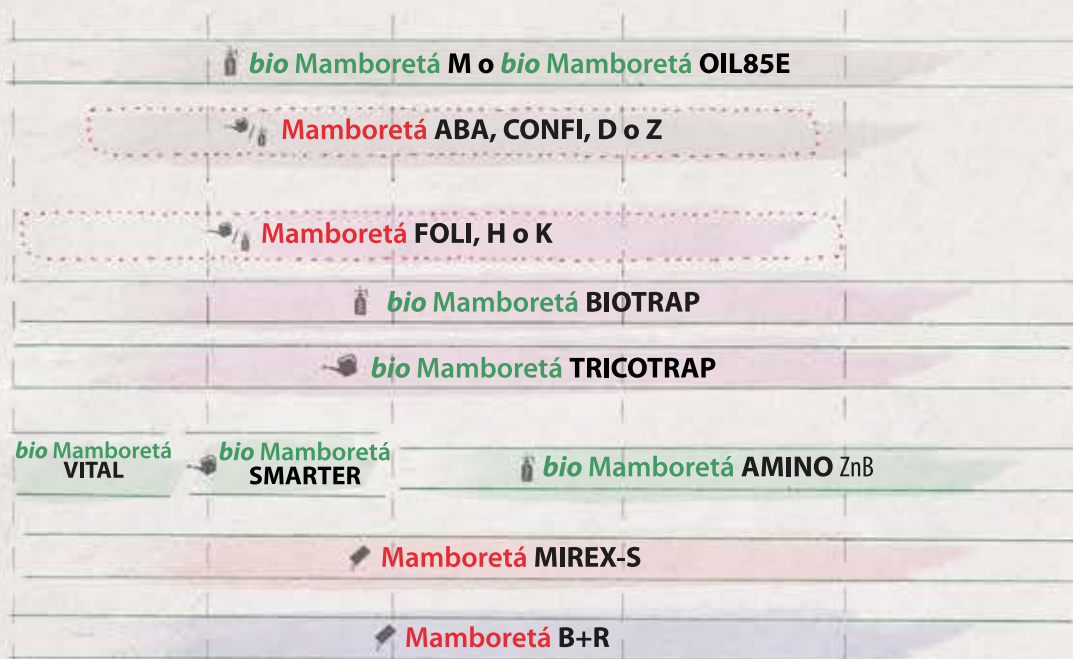 bio Mamboretá M o bio Mamboretá OIL85E
Mamboretá ABA, CONFI, D o Z
Mamboretá FOLI, H o K
bio Mamboretá BIOTRAP
bio Mamboretá TRICOTRAP
bio Mamboretá
VITAL
bio Mamboretá
SMARTER
bio Mamboretá AMINO ZnB
Mamboretá MIREX-S
Mamboretá B+R